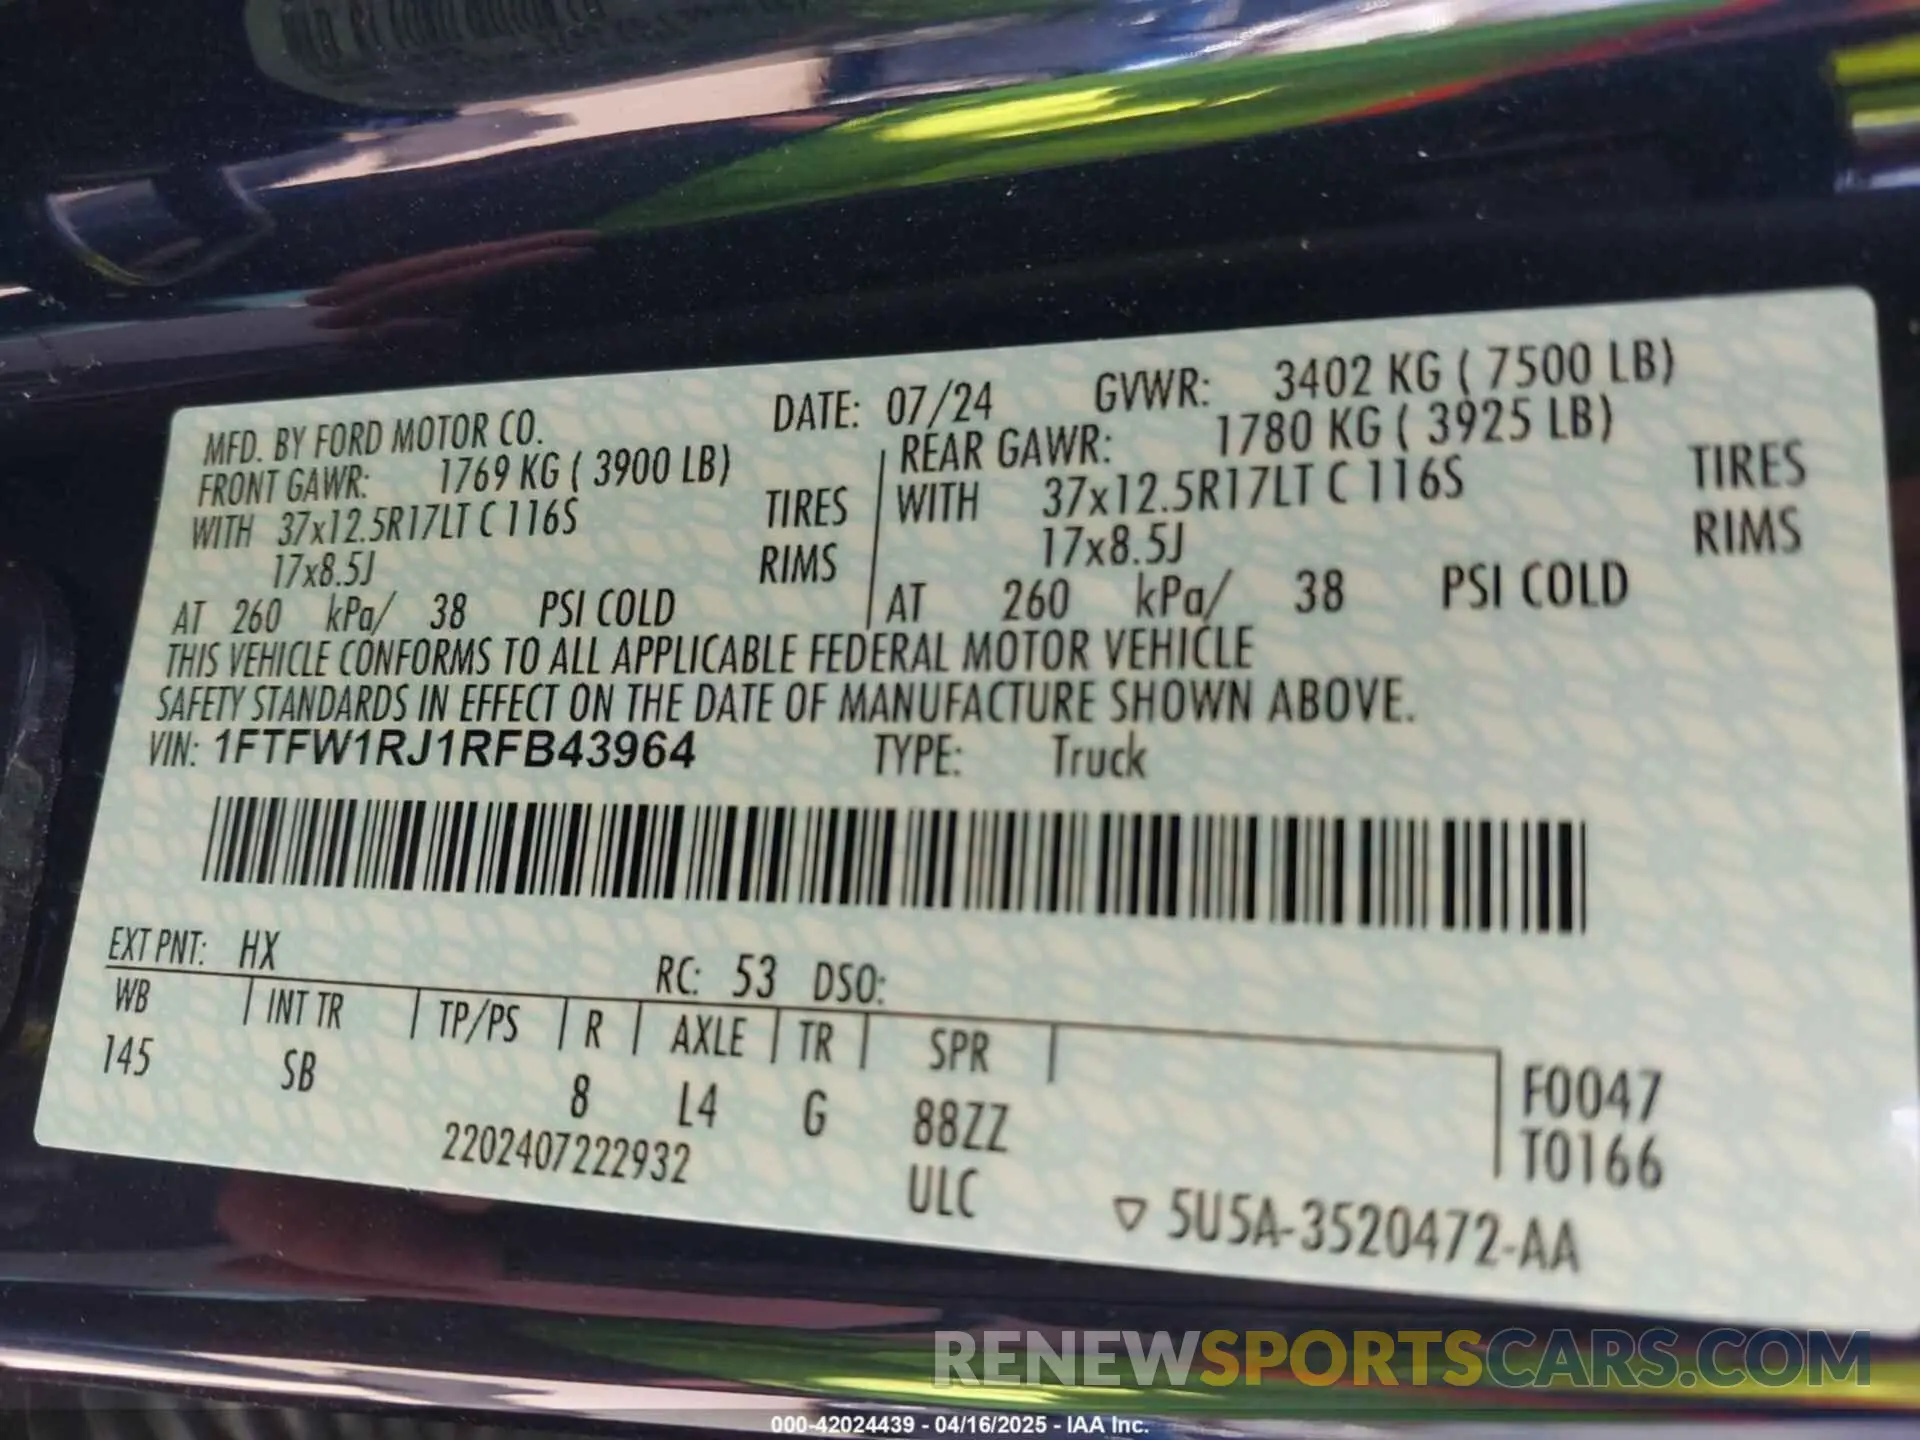 MFD. BY FORD MOTOR CO. DATE: 07/24 GVWR: 3402 KG ( 7500 LB)
FRONT GAWR: 1769 KG ( 3900 LB) REAR GAWR: 1780 KG ( 3925 LB)
WITH 37x12.5R17LT C 116S TIRES WITH 37x12.5R17LT C 116S TIRES
17x8.5J RIMS 17x8.5J RIMS
AT 260 kPa/ 38 PSI COLD AT 260 kPa/ 38 PSI COLD
THIS VEHICLE CONFORMS TO ALL APPLICABLE FEDERAL MOTOR VEHICLE
SAFETY STANDARDS IN EFFECT ON THE DATE OF MANUFACTURE SHOWN ABOVE.
VIN: 1FTFW1RJ1RFB43964 TYPE: Truck
EXT PNT: HX RC: 53 DSO:
WB INT TR TP/PS R AXLE TR SPR
145 SB 8 L4 G 88ZZ F0047
2202407222932 ULC T0166
▽ 5U5A-3520472-AA
RENEWSPORTSCARS.COM
000-42024439 - 04/16/2025 - IAA Inc.